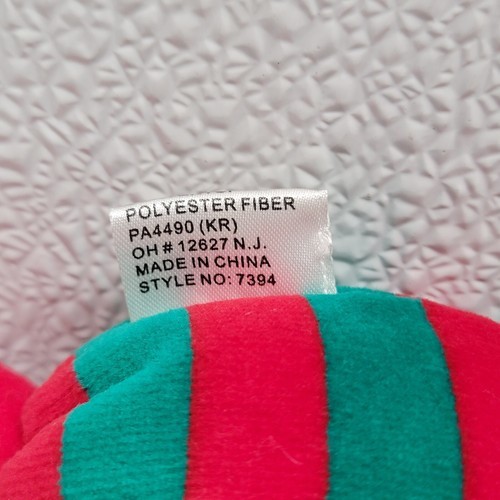 POLYESTER FIBER
PA4490 (KR)
OH # 12627 N.J.
MADE IN CHINA
STYLE NO: 7394